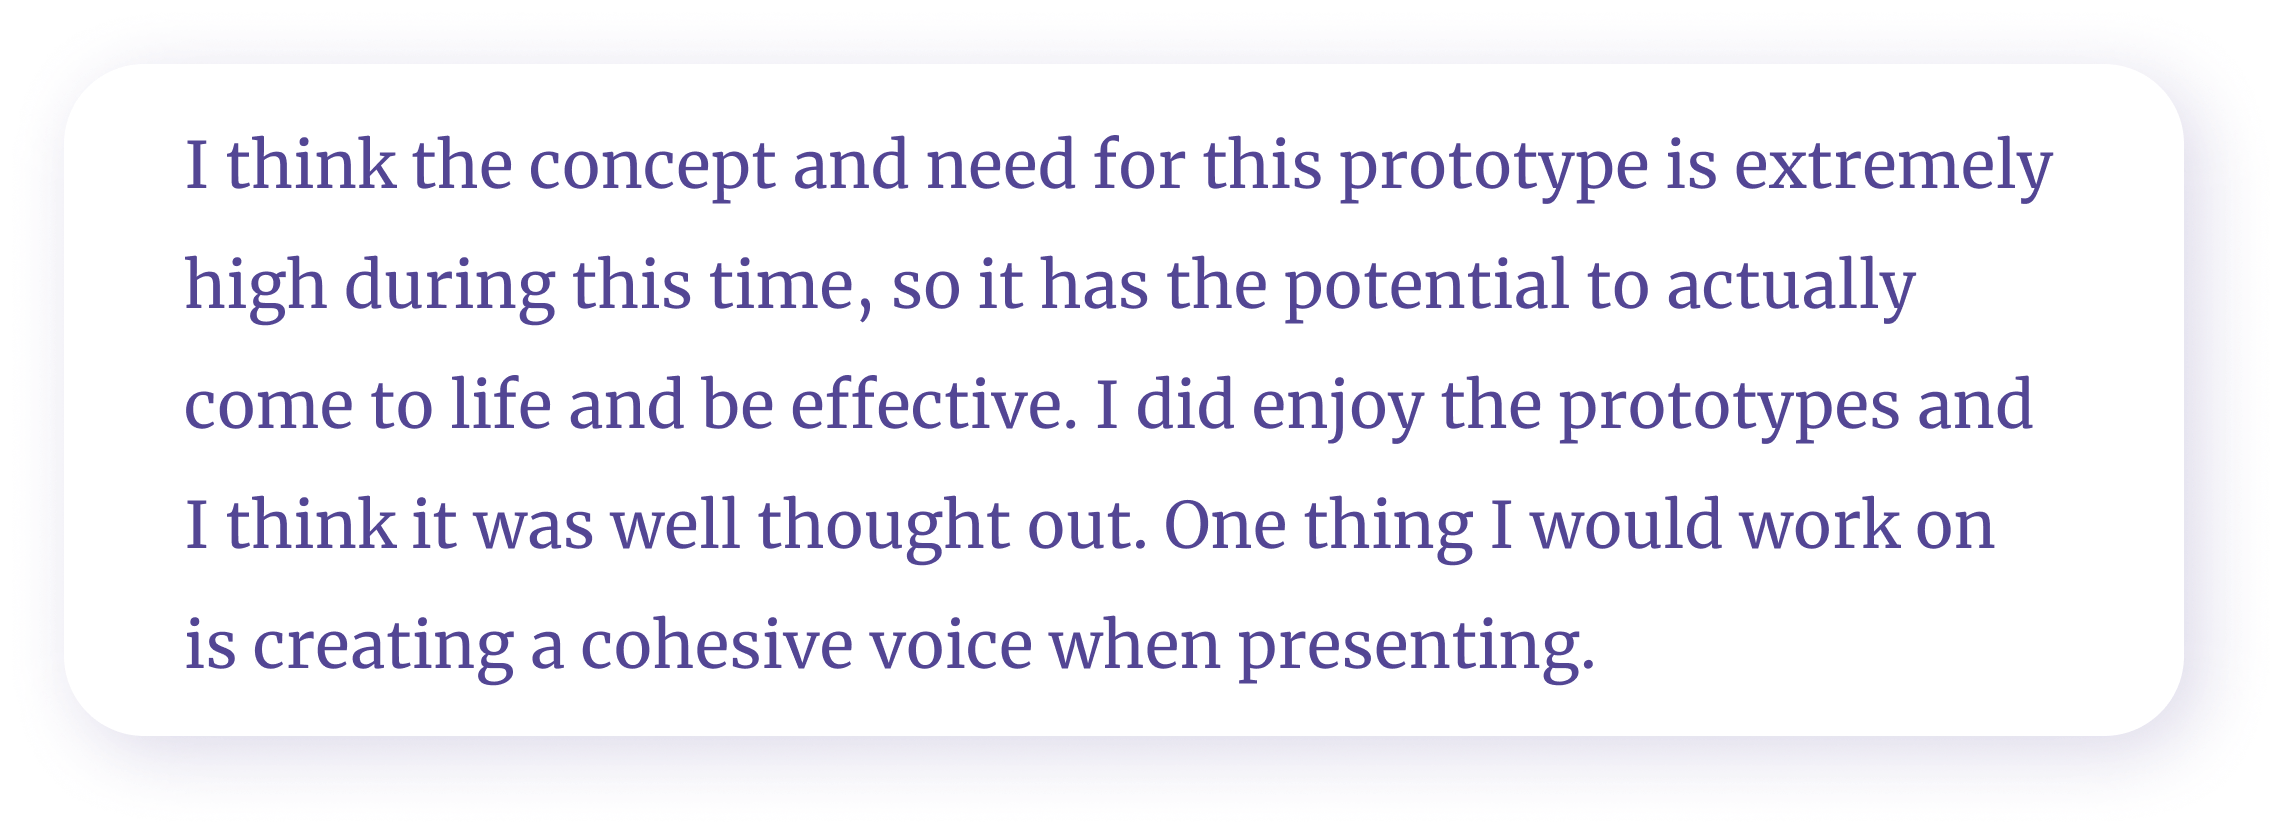 I think the concept and need for this prototype is extremely
high during this time, so it has the potential to actually
come to life and be effective. I did enjoy the prototypes and
I think it was well thought out. One thing I would work on
is creating a cohesive voice when presenting.